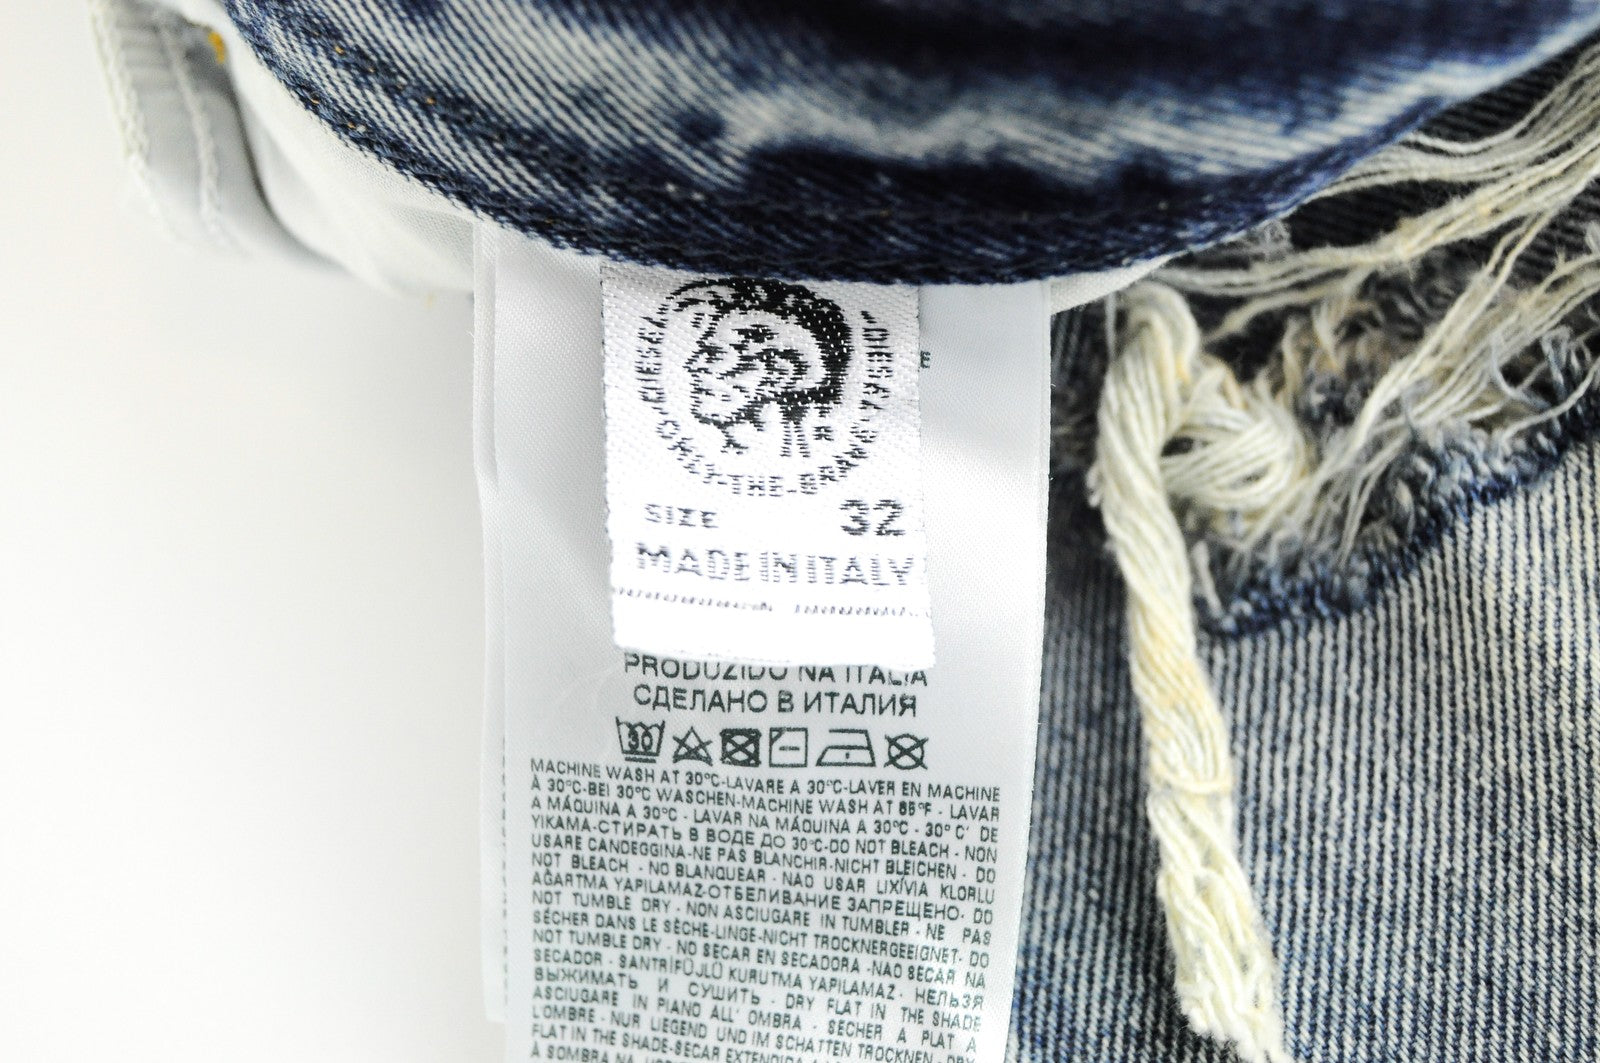 DIESEL
ONLY-THE-BRAVE
DIESEL
R
E
SIZE 32
MADE IN ITALY
PRODUZIDO NA ITALIA
СДЕЛАНО В ИТАЛИЯ
30
MACHINE WASH AT 30°C-LAVARE A 30°C-LAVER EN MACHINE
À 30°C-BEI 30°C WASCHEN-MACHINE WASH AT 85°F - LAVAR
A MÁQUINA A 30°C - LAVAR NA MÁQUINA A 30°C - 30° C' DE
YIKAMA-СТИРАТЬ В ВОДЕ ДО 30°C-DO NOT BLEACH - NON
USARE CANDEGGINA-NE PAS BLANCHIR-NICHT BLEICHEN - DO
NOT BLEACH - NO BLANQUEAR - NAO USAR LIXÍVIA KLORLU
AĞARTMA YAPILAMAZ-ОТБЕЛИВАНИЕ ЗАПРЕЩЕНО- DO
NOT TUMBLE DRY - NON ASCIUGARE IN TUMBLER - NE PAS
SÉCHER DANS LE SÈCHE-LINGE-NICHT TROCKNERGEEIGNET- DO
NOT TUMBLE DRY - NO SECAR EN SECADORA -NAO SECAR NA
SECADOR - SANTRİFÜJLÜ KURUTMA YAPILAMAZ - НЕЛЬЗЯ
ВЫЖИМАТЬ И СУШИТЬ - DRY FLAT IN THE SHADE
ASCIUGARE IN PIANO ALL' OMBRA - SÉCHER À PLAT A
L'OMBRE - NUR LIEGEND UND IM SCHATTEN TROCKNEN - DRY
FLAT IN THE SHADE-SECAR EXTENDIDA
À SOMBRA NA